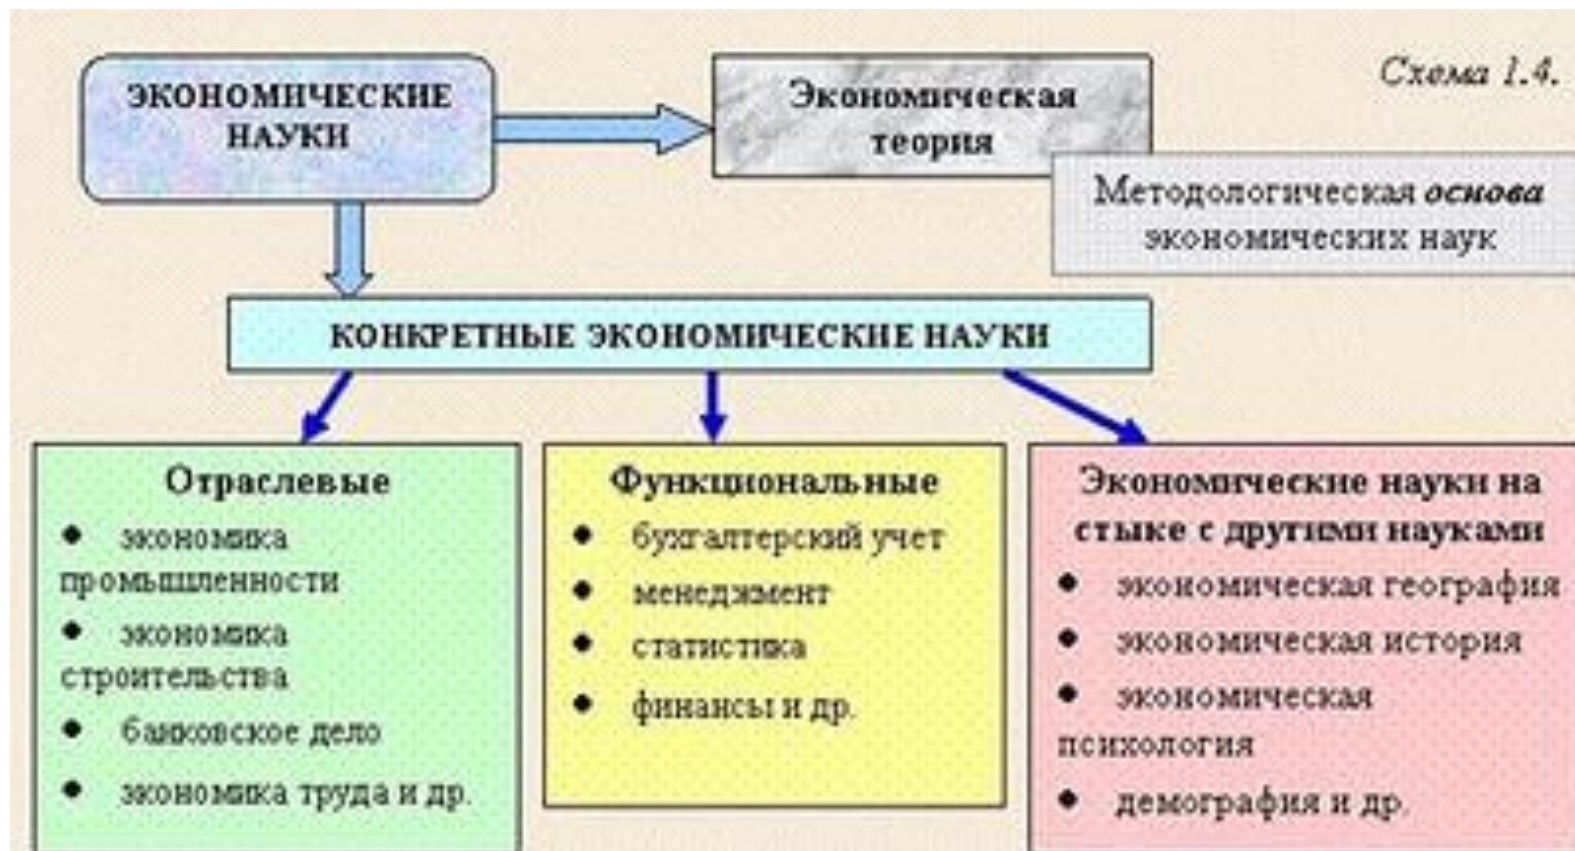 ЭКОНОМИЧЕСКИЕ
НАУКИ
Экономическая
теория
Схема 1.4.
Методологическая основа
экономических наук
КОНКРЕТНЫЕ ЭКОНОМИЧЕСКИЕ НАУКИ
Отраслевые
● экономика
промышленности
● экономика
строительства
● банковское дело
● экономика труда и др.
Функциональные
● бухгалтерский учет
● менеджмент
● статистика
● финансы и др.
Экономические науки на
стыке с другими науками
● экономическая география
● экономическая история
● экономическая
психология
● демография и др.